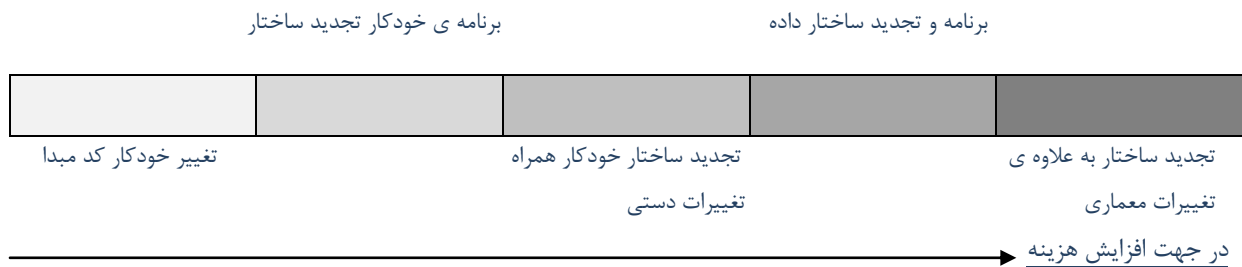 برنامه و تجدید ساختار داده
برنامه ی خودکار تجدید ساختار
تجدید ساختار به علاوه ی
تغییرات معماری
تجدید ساختار خودکار همراه
تغییرات دستی
تغییر خودکار کد مبدا
در جهت افزایش هزینه